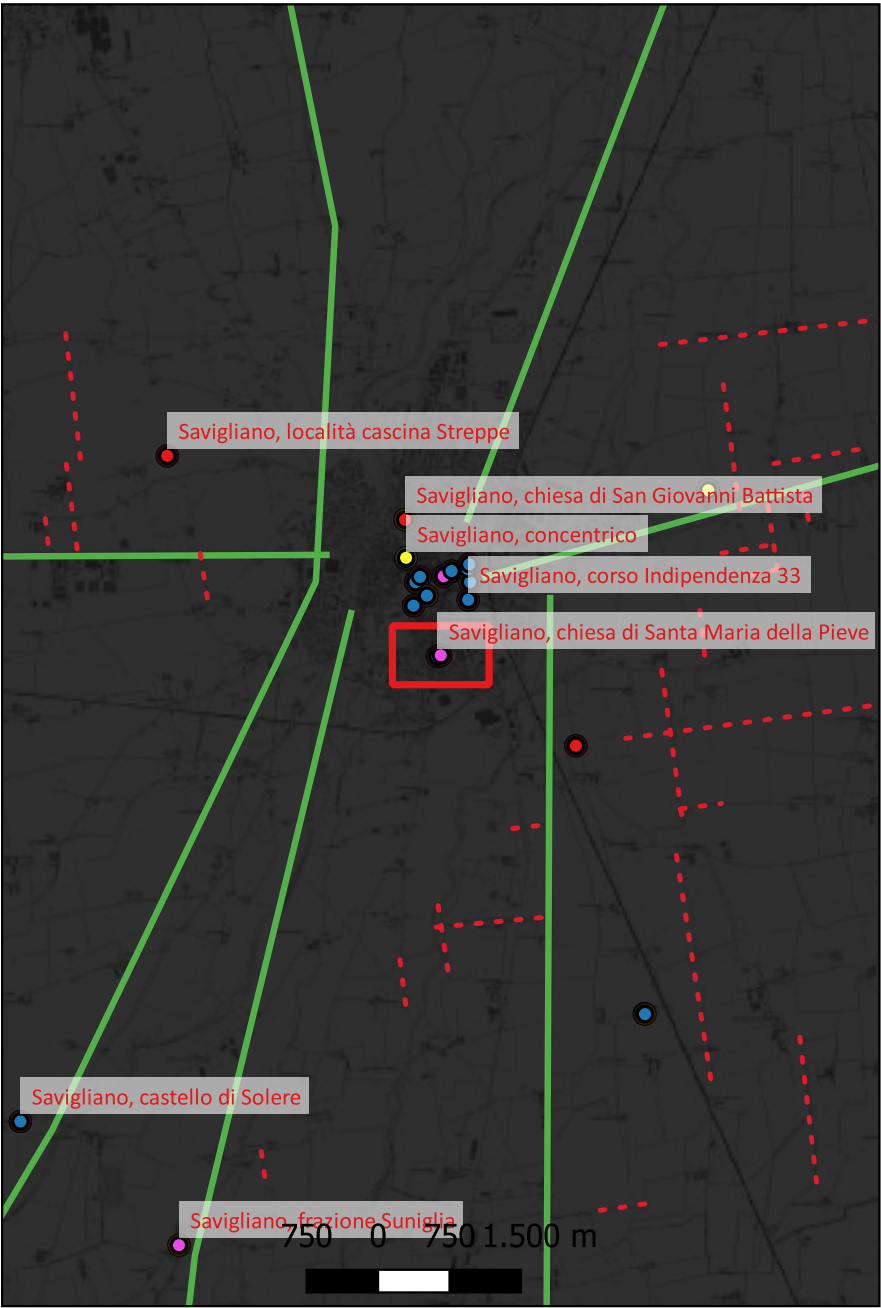 Savigliano, località cascina Streppe
Savigliano, chiesa di San Giovanni Battista
Savigliano, concentrico
Savigliano, corso Indipendenza 33
Savigliano, chiesa di Santa Maria della Pieve
Savigliano, castello di Solere
Savigliano, frazione Suniglia
750 0 750 1.500 m